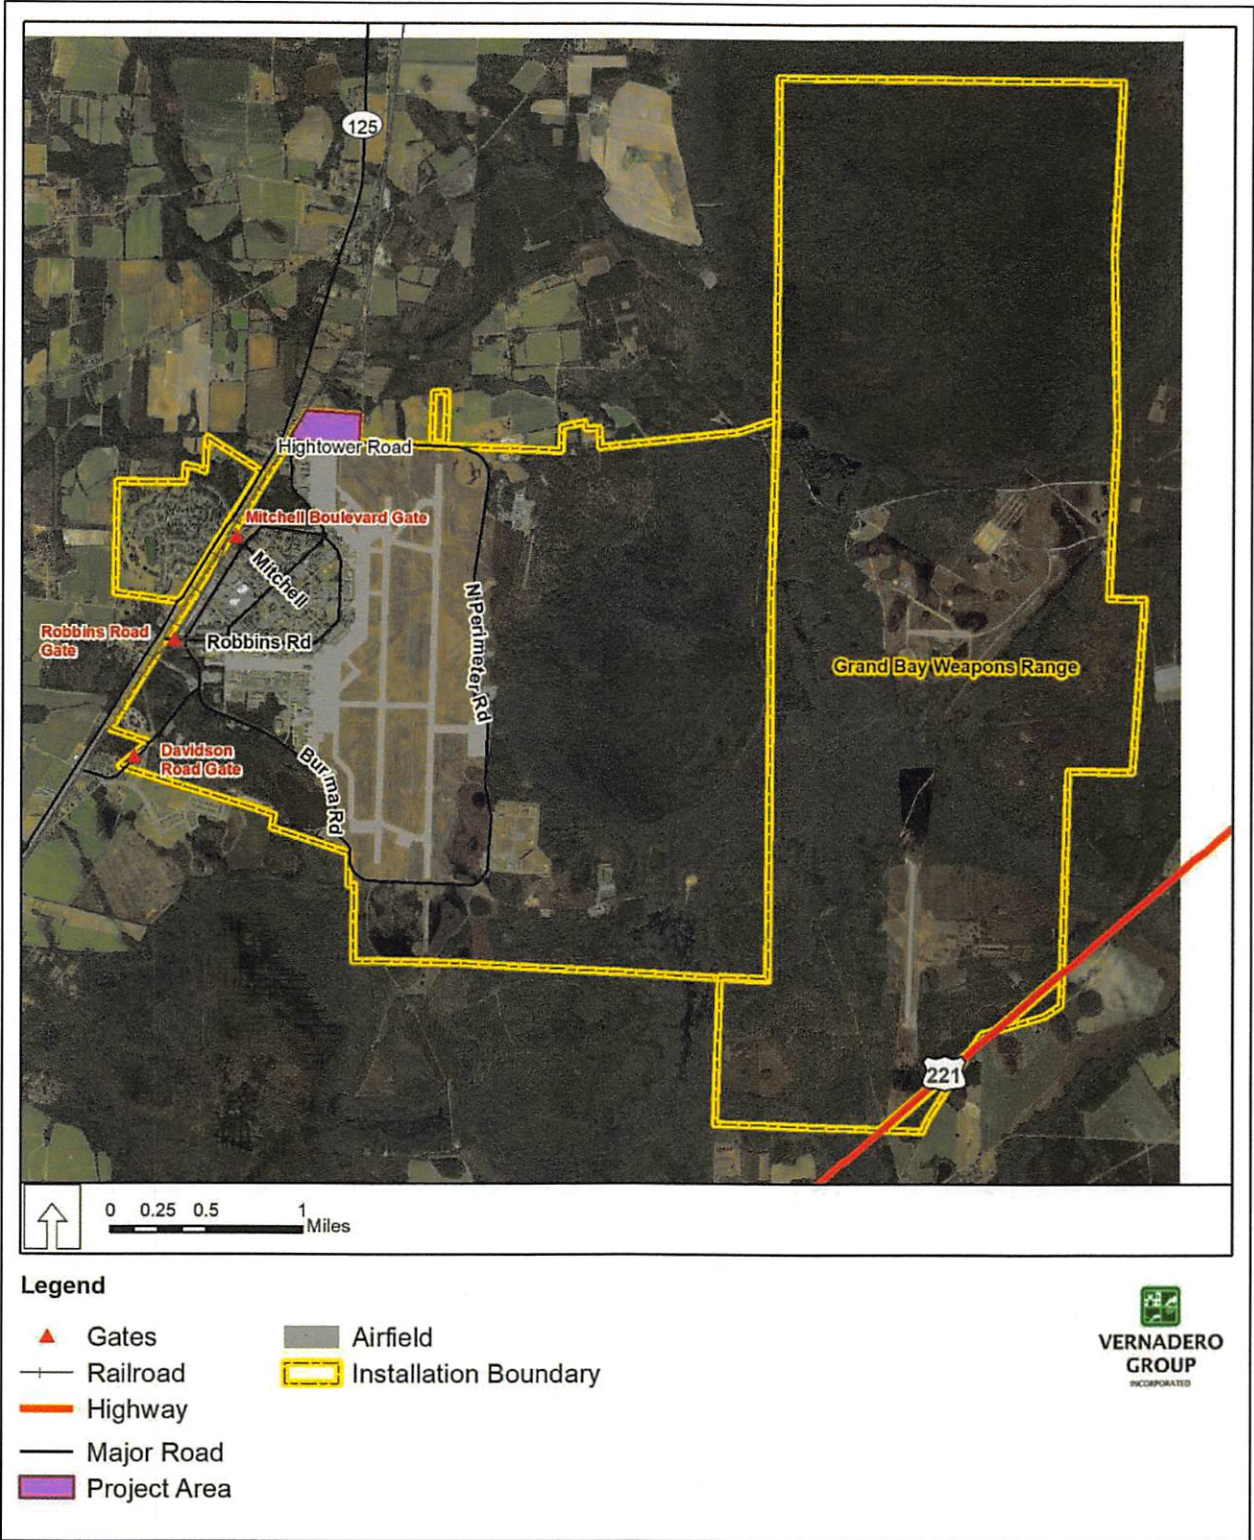 125
Hightower Road
Mitchell Boulevard Gate
Mitchell
Robbins Road
Gate
Robbins Rd
N Perimeter Rd
Grand Bay Weapons Range
Davidson
Road Gate
Burma Rd
221
0 0.25 0.5 1
Miles
Legend
Gates
Railroad
Highway
Major Road
Project Area
Airfield
Installation Boundary
VERNADERO
GROUP
INCORPORATED